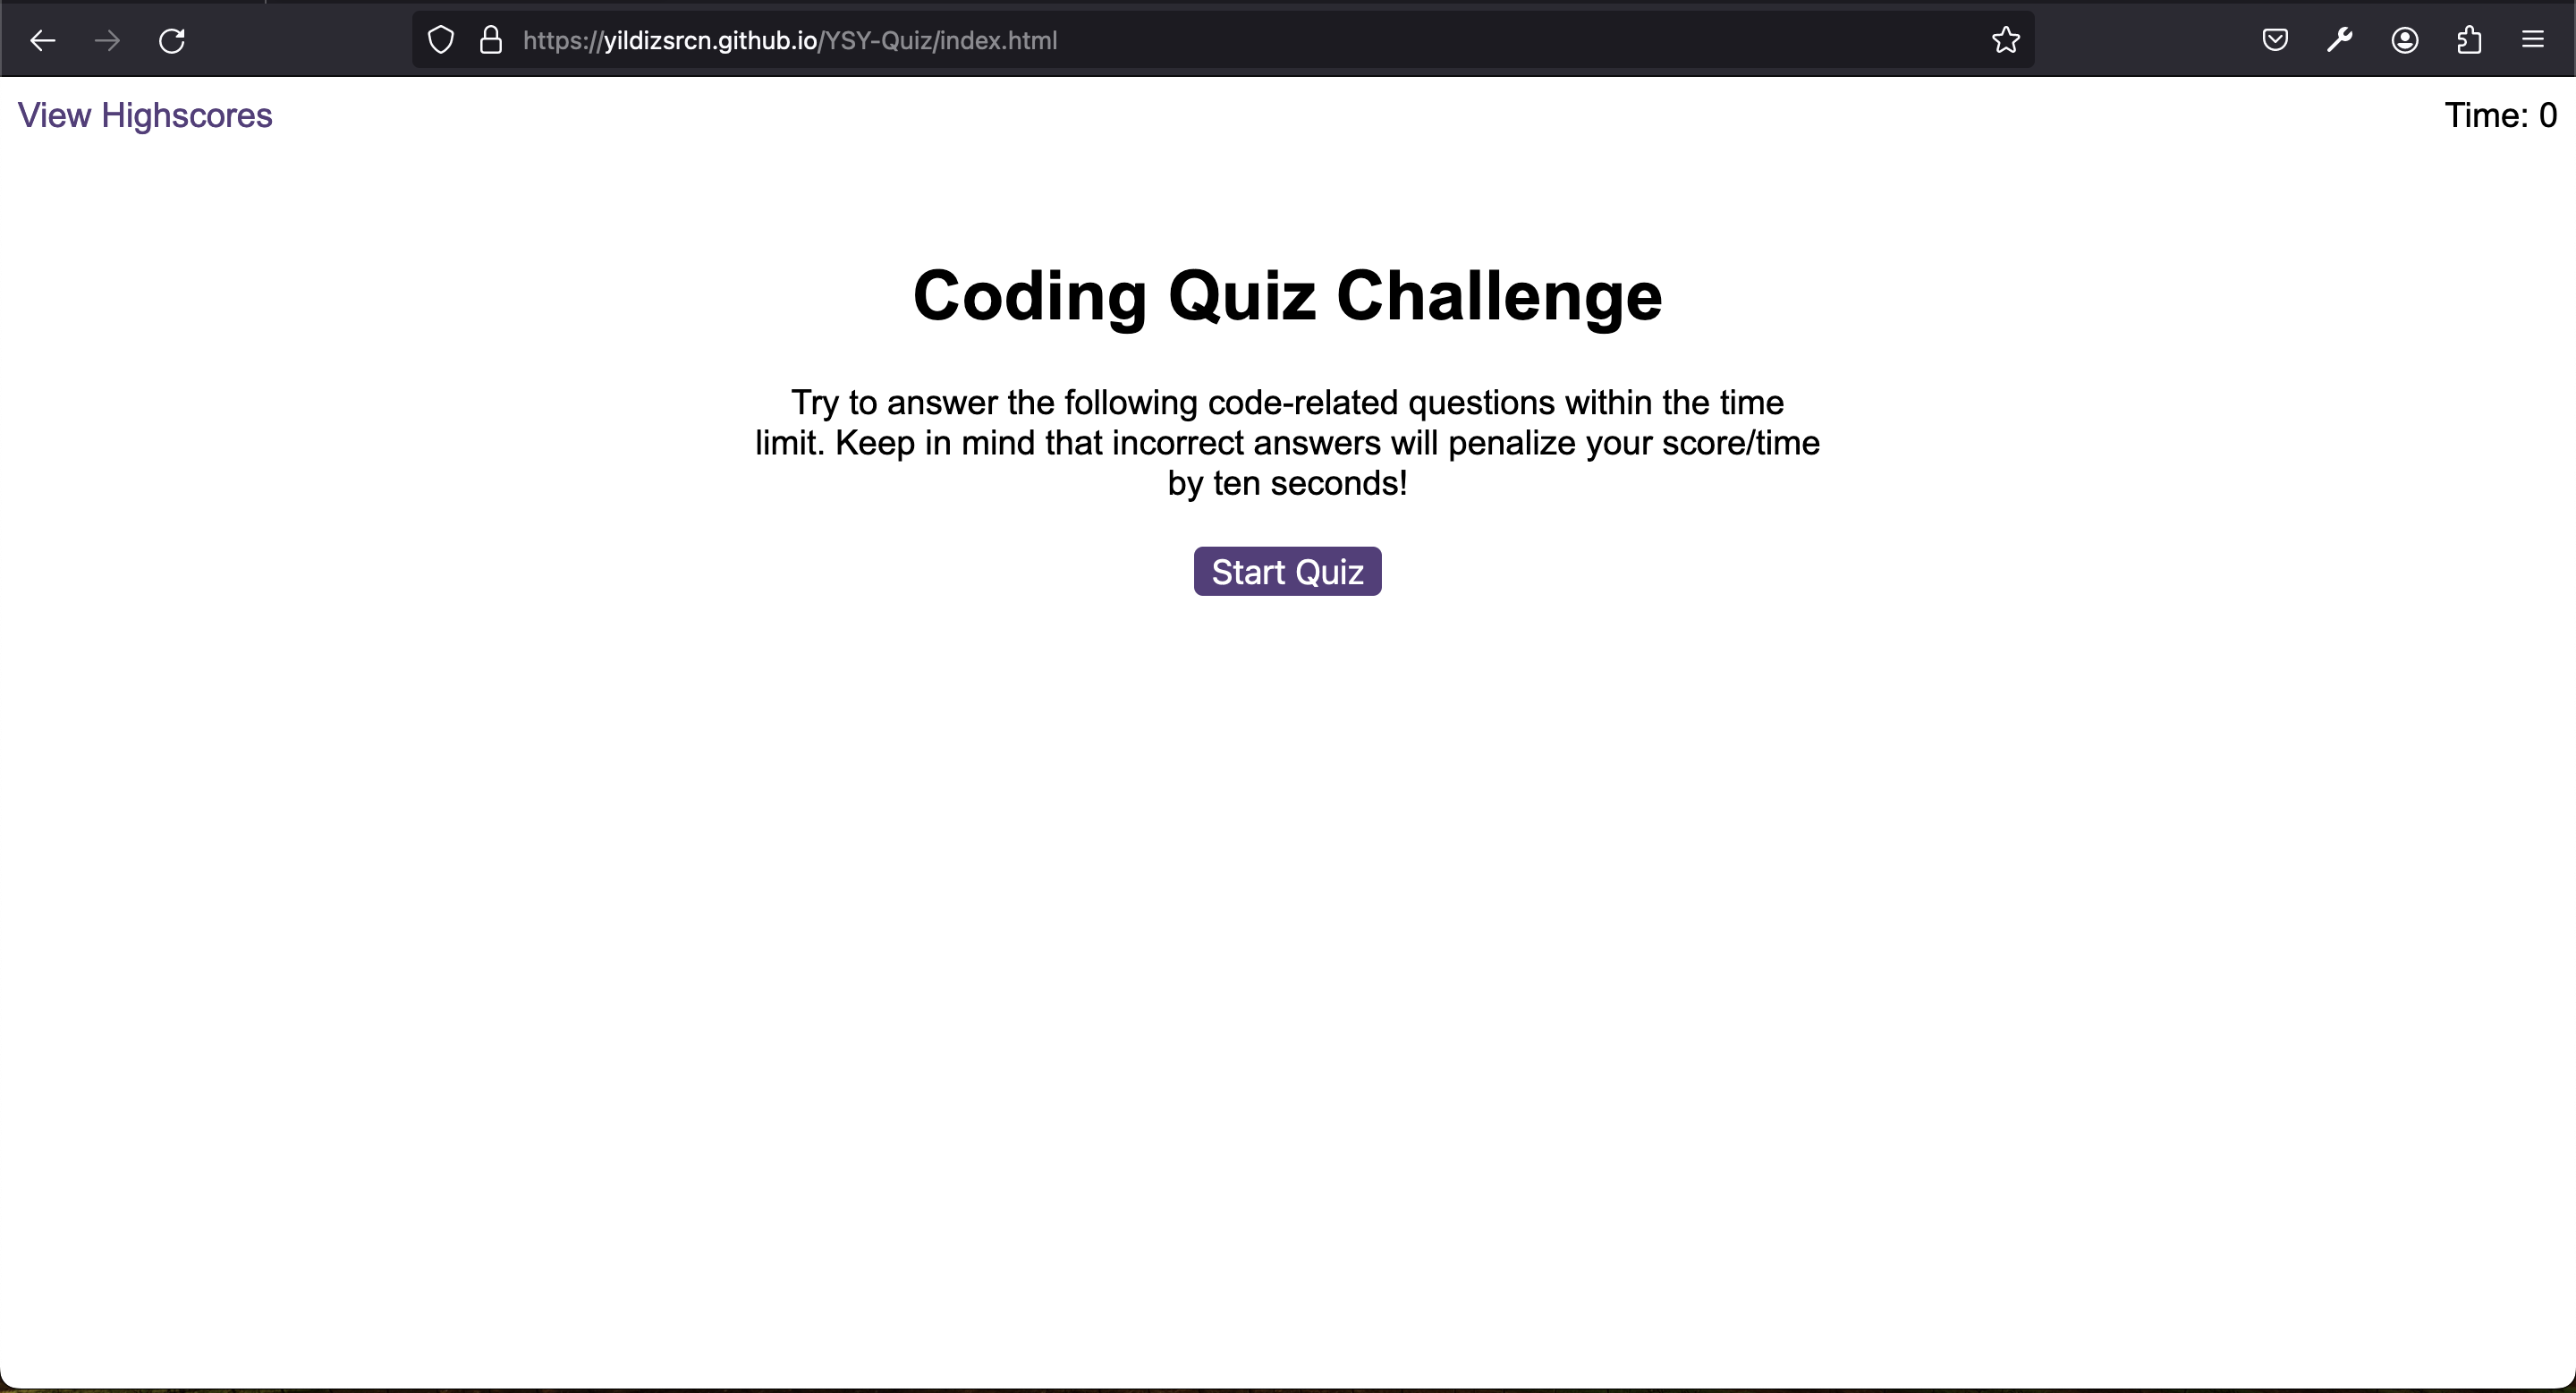 https://yildizsrcn.github.io/YSY-Quiz/index.html
View Highscores
Time: 0
Coding Quiz Challenge
Try to answer the following code-related questions within the time
limit. Keep in mind that incorrect answers will penalize your score/time
by ten seconds!
Start Quiz